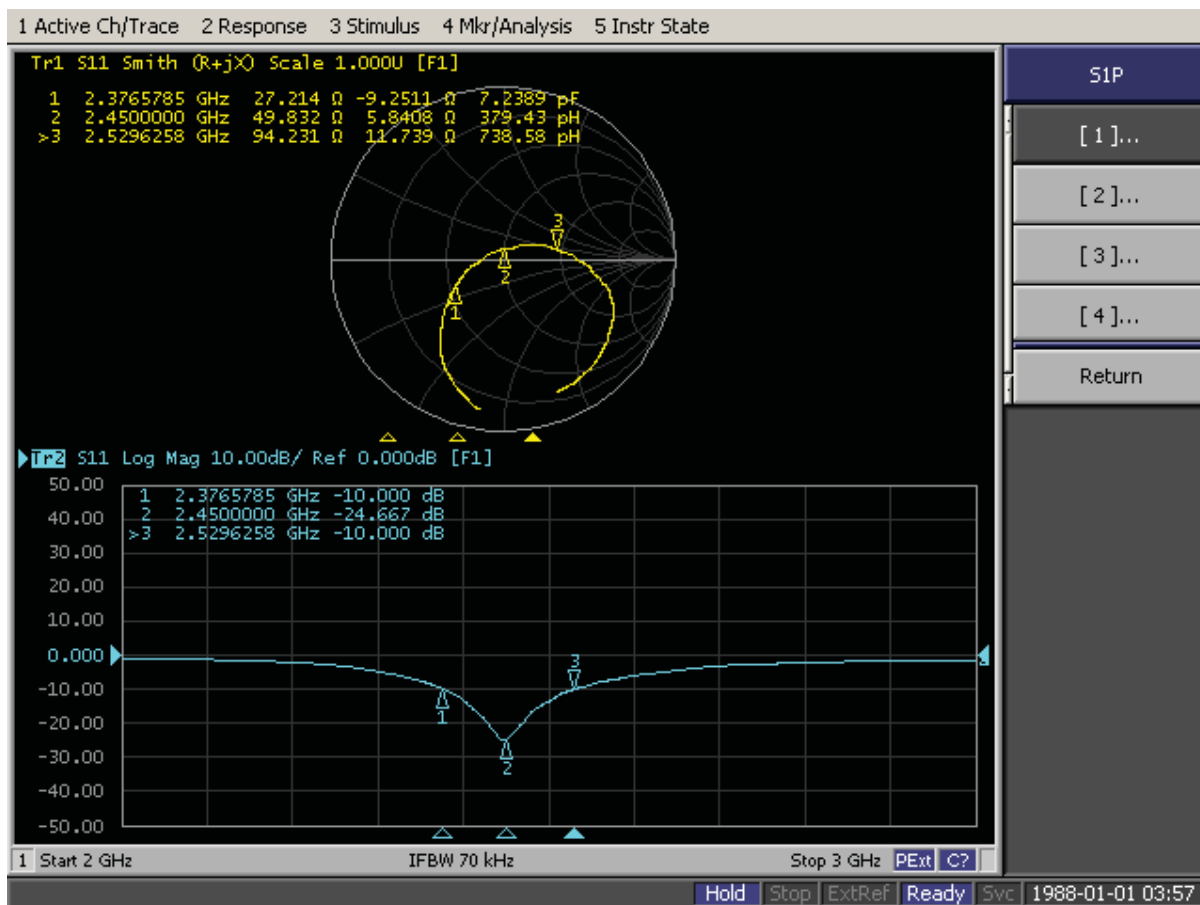 1 Active Ch/Trace 2 Response 3 Stimulus 4 Mkr/Analysis 5 Instr State
Tr1 S11 Smith (R+jX) Scale 1.000U [F1]
1 2.3765785 GHz 27.214 Ω -9.2511 Ω 7.2389 pF
2 2.4500000 GHz 49.832 Ω 5.8408 Ω 379.43 pH
>3 2.5296258 GHz 94.231 Ω 11.739 Ω 738.58 pH
3
2
1
Tr2 S11 Log Mag 10.00dB/ Ref 0.000dB [F1]
50.00
40.00
30.00
20.00
10.00
0.000
-10.00
-20.00
-30.00
-40.00
-50.00
1 2.3765785 GHz -10.000 dB
2 2.4500000 GHz -24.667 dB
>3 2.5296258 GHz -10.000 dB
3
1
2
1 Start 2 GHz IFBW 70 kHz Stop 3 GHz PExt C?
Hold Stop ExtRef Ready Svc 1988-01-01 03:57
S1P
[ 1 ]...
[ 2 ]...
[ 3 ]...
[ 4 ]...
Return